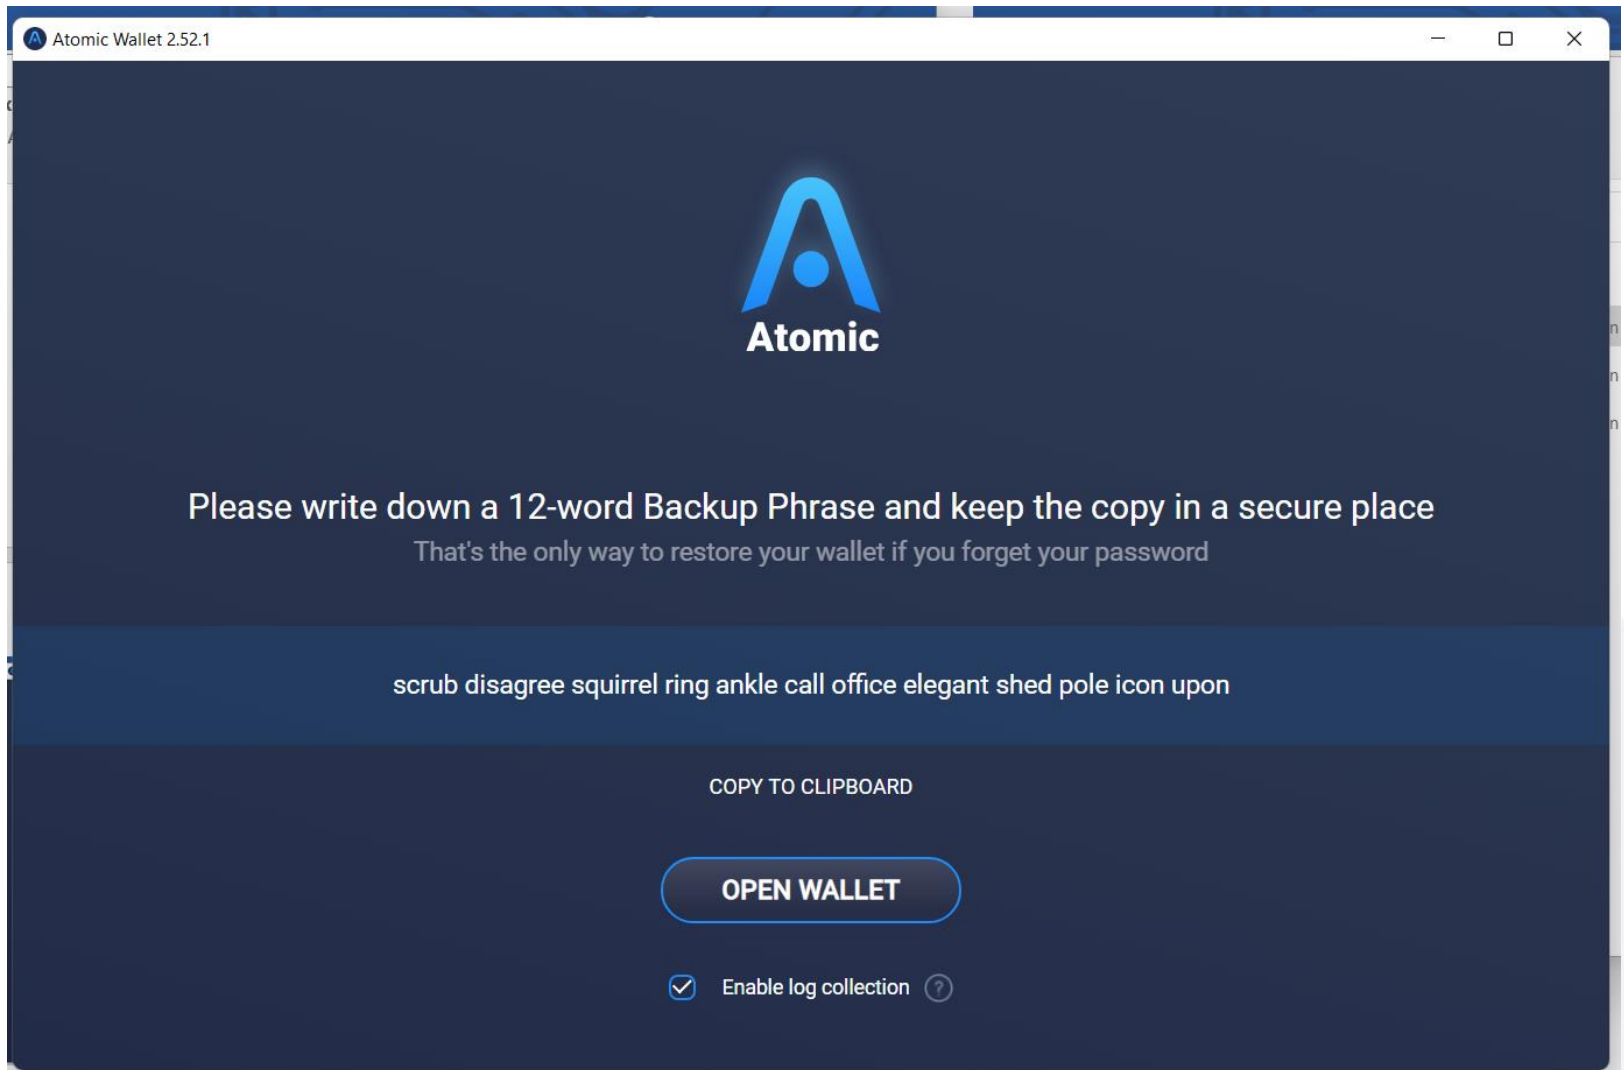 Atomic Wallet 2.52.1
Atomic
Please write down a 12-word Backup Phrase and keep the copy in a secure place
That's the only way to restore your wallet if you forget your password
scrub disagree squirrel ring ankle call office elegant shed pole icon upon
COPY TO CLIPBOARD
OPEN WALLET
Enable log collection ?